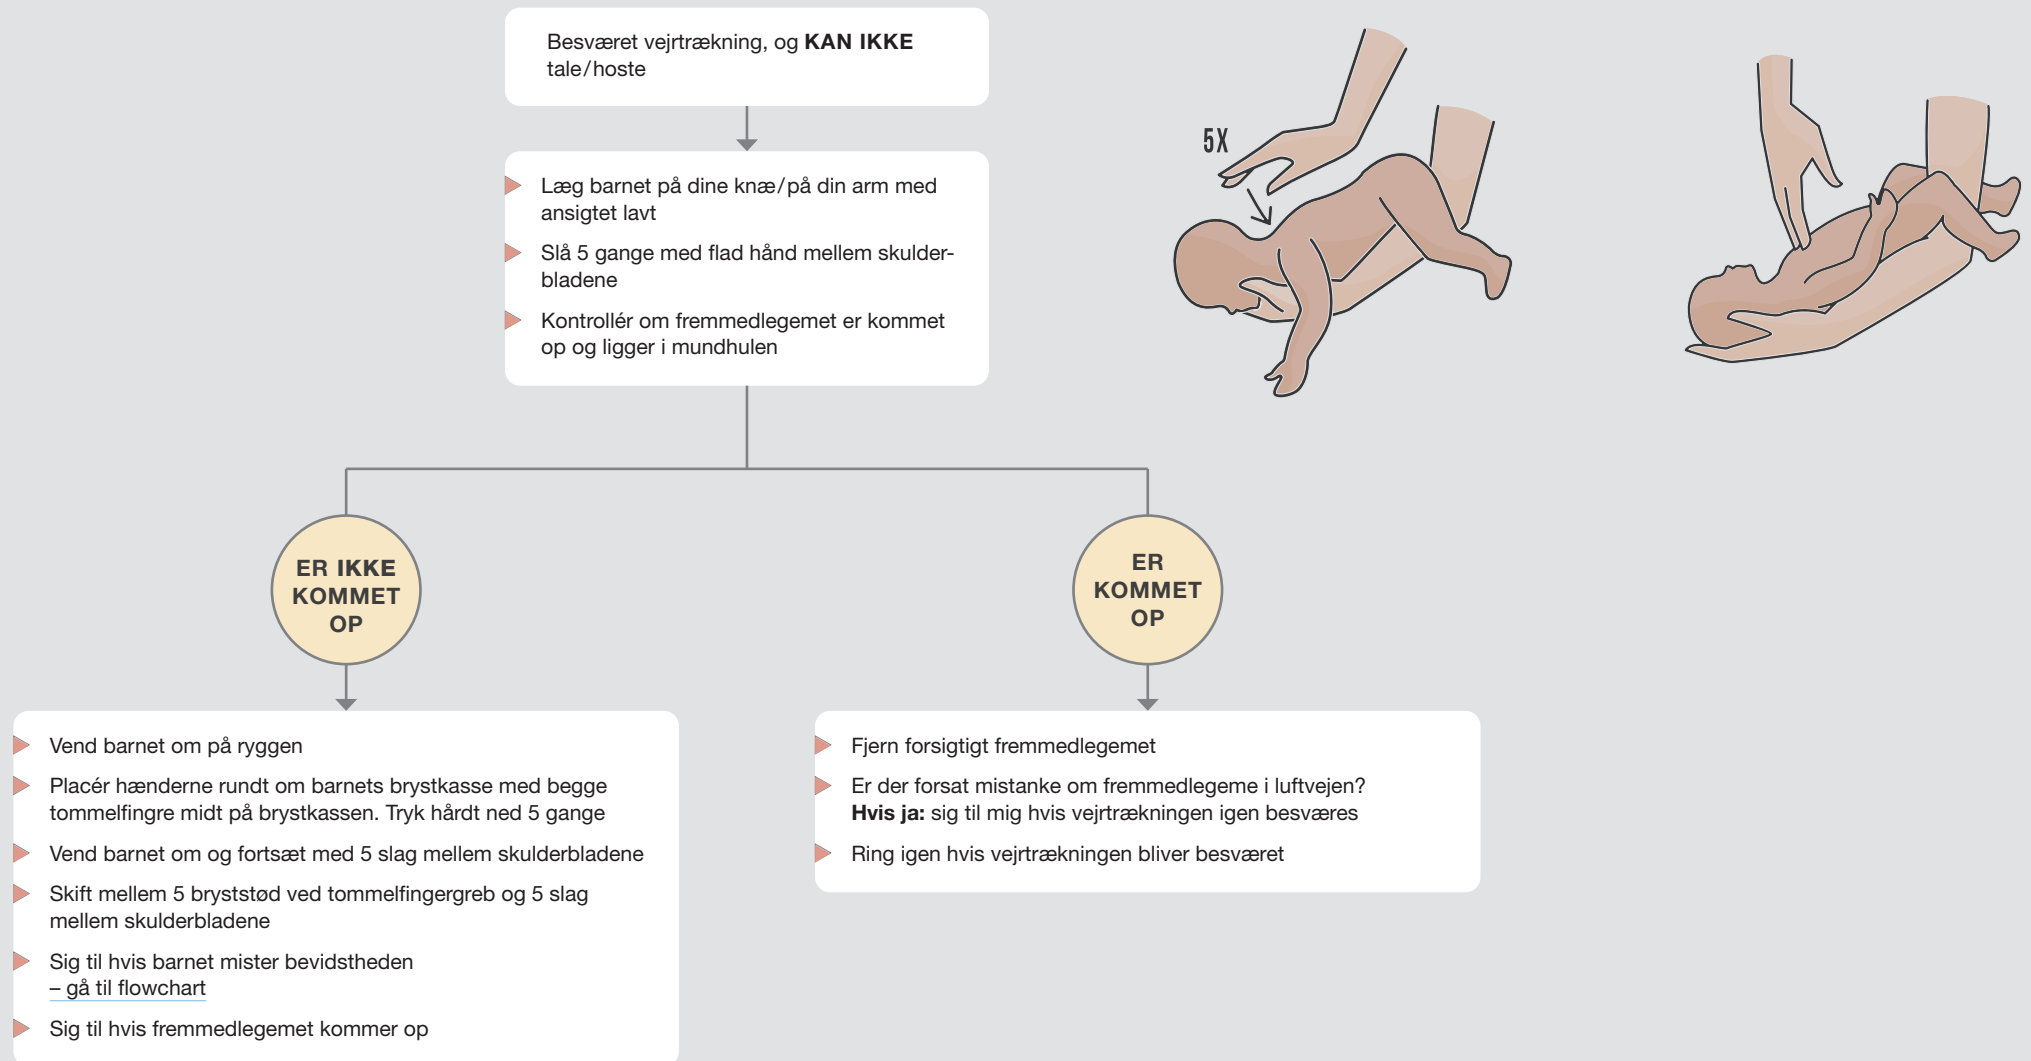 Besværet vejrtrækning, og KAN IKKE
tale/hoste
5X
Læg barnet på dine knæ/på din arm med
ansigtet lavt
Slå 5 gange med flad hånd mellem skulder-
bladene
Kontrollér om fremmedlegemet er kommet
op og ligger i mundhulen
ER IKKE
KOMMET
OP
Vend barnet om på ryggen
Placér hænderne rundt om barnets brystkasse med begge
tommelfingre midt på brystkassen. Tryk hårdt ned 5 gange
Vend barnet om og fortsæt med 5 slag mellem skulderbladene
Skift mellem 5 bryststød ved tommelfingergreb og 5 slag
mellem skulderbladene
Sig til hvis barnet mister bevidstheden
– gå til flowchart
Sig til hvis fremmedlegemet kommer op
ER
KOMMET
OP
Fjern forsigtigt fremmedlegemet
Er der forsat mistanke om fremmedlegeme i luftvejen?
Hvis ja: sig til mig hvis vejrtrækningen igen besværes
Ring igen hvis vejrtrækningen bliver besværet